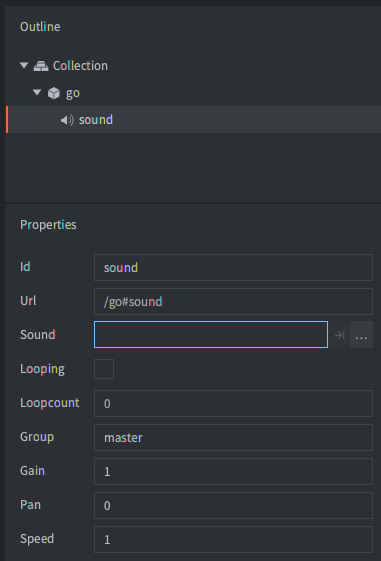 Outline
Collection
go
sound
Properties
Id sound
Url /go#sound
Sound ...
Looping
Loopcount 0
Group master
Gain 1
Pan 0
Speed 1